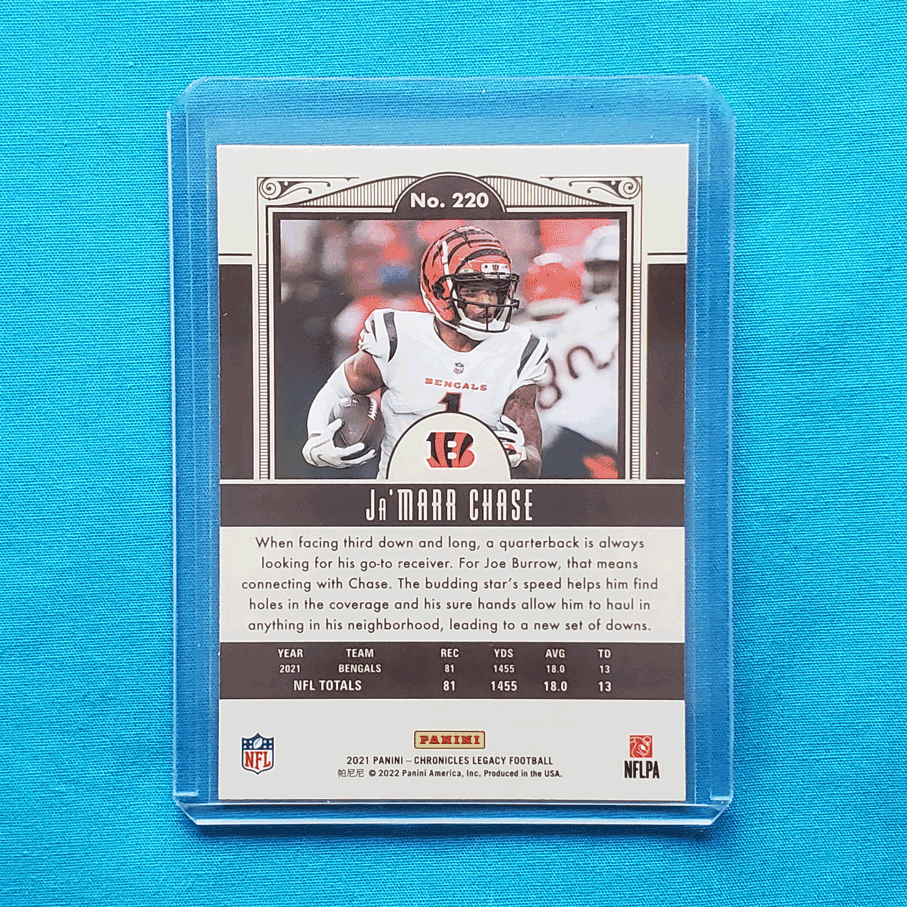 No. 220
BENGALS
1
B
JA'MARR CHASE
When facing third down and long, a quarterback is always
looking for his go-to receiver. For Joe Burrow, that means
connecting with Chase. The budding star's speed helps him find
holes in the coverage and his sure hands allow him to haul in
anything in his neighborhood, leading to a new set of downs.
YEAR TEAM REC YDS AVG TD
2021 BENGALS 81 1455 18.0 13
NFL TOTALS 81 1455 18.0 13
NFL
PANINI
2021 PANINI – CHRONICLES LEGACY FOOTBALL
帕尼尼 © 2022 Panini America, Inc. Produced in the USA.
NFLPA